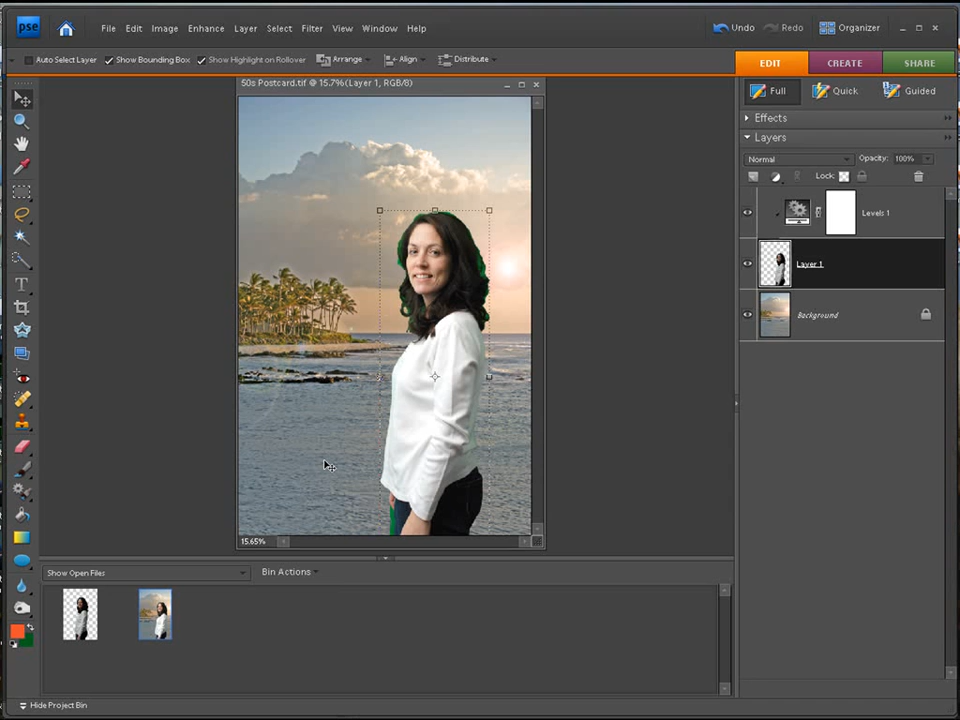 pse File Edit Image Enhance Layer Select Filter View Window Help Undo Redo Organizer
Auto Select Layer Show Bounding Box Show Highlight on Rollover Arrange Align Distribute EDIT CREATE SHARE
50s Postcard.tif @ 15.7%(Layer 1, RGB/8)
Full Quick Guided
Effects
Layers
Normal Opacity: 100%
Lock:
Levels 1
Layer 1
Background
15.65%
Show Open Files Bin Actions
Hide Project Bin